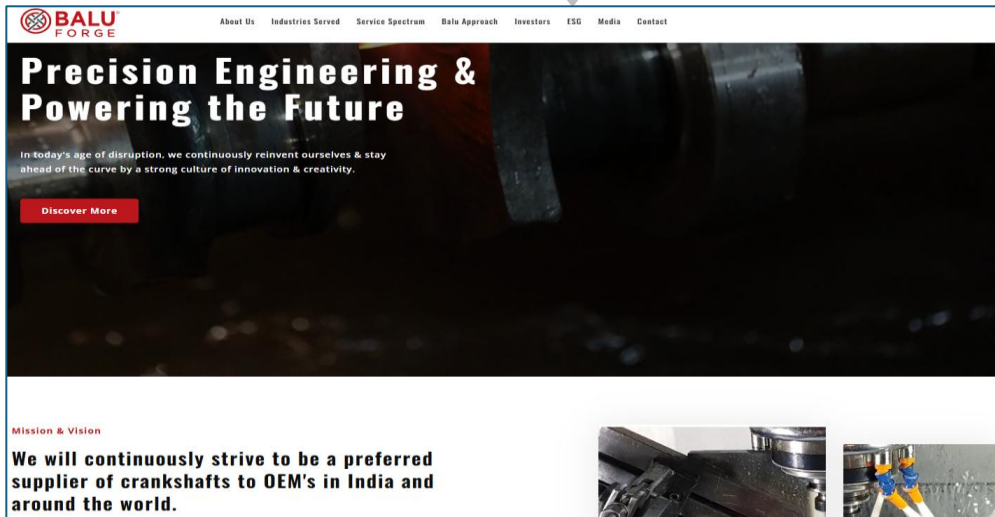 BALU
FORGE
About Us Industries Served Service Spectrum Balu Approach Investors ESG Media Contact
Precision Engineering &
Powering the Future
In today's age of disruption, we continuously reinvent ourselves & stay
ahead of the curve by a strong culture of innovation & creativity.
Discover More
Mission & Vision
We will continuously strive to be a preferred
supplier of crankshafts to OEM's in India and
around the world.